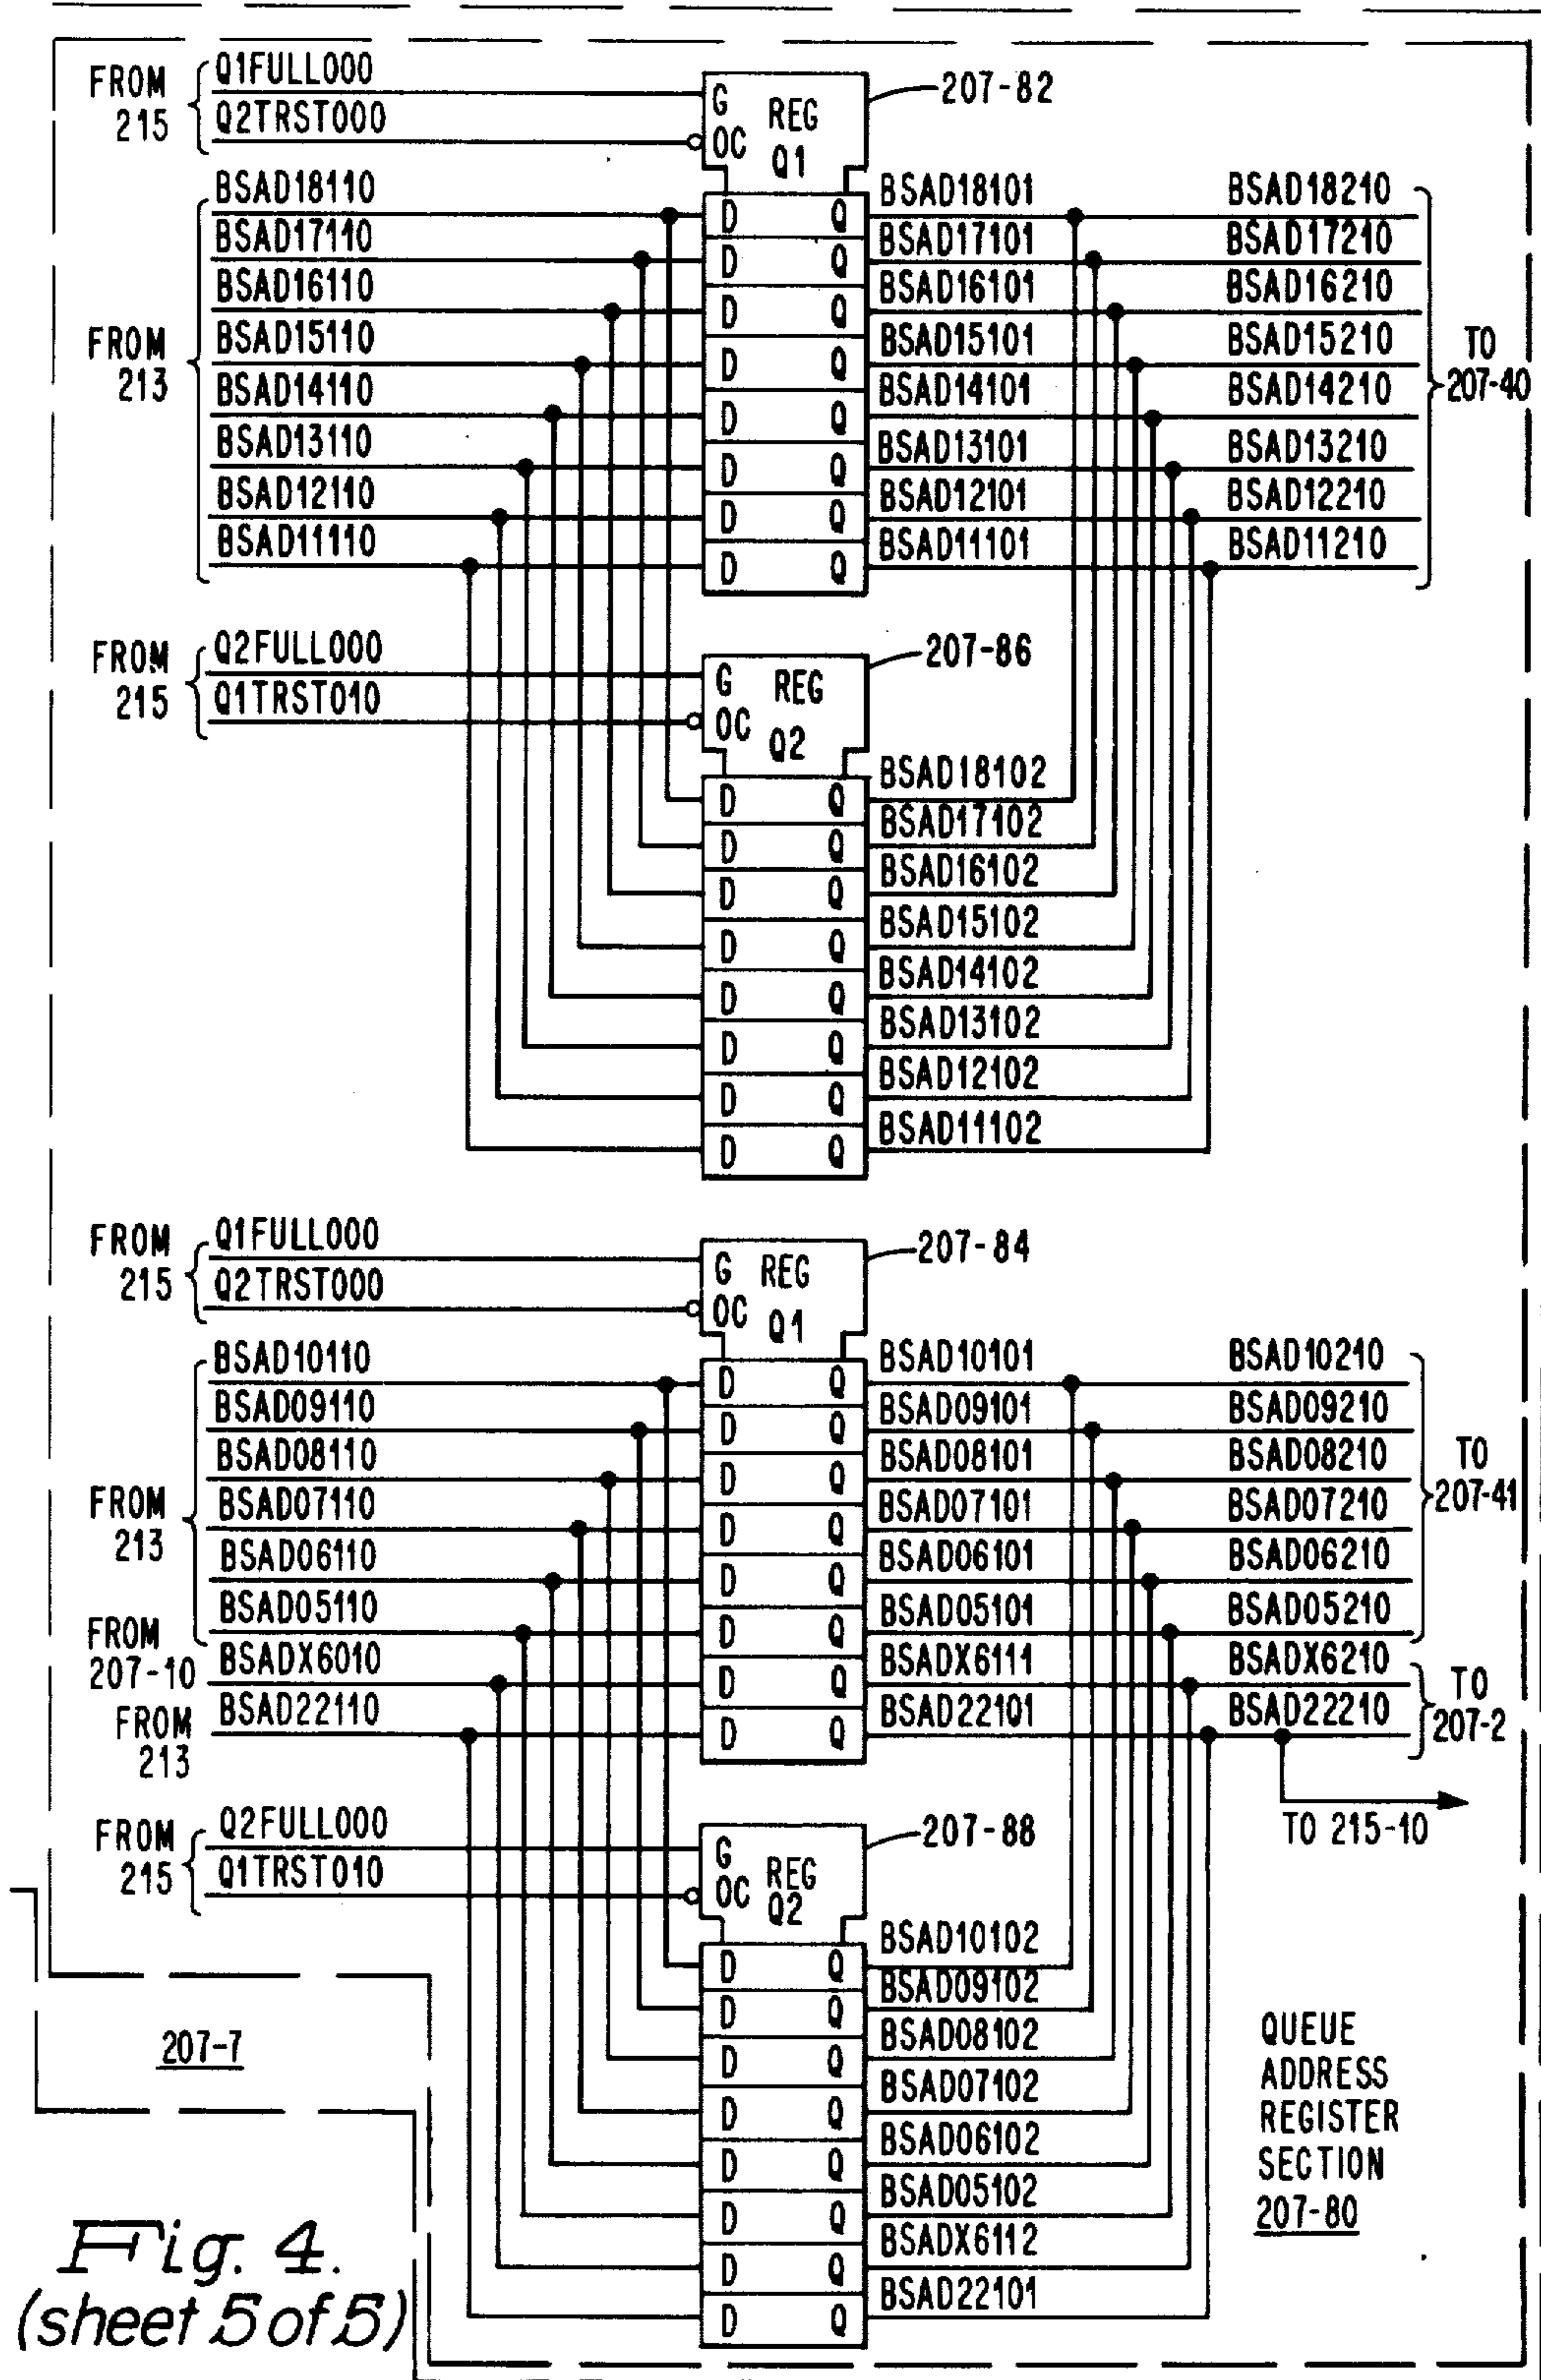 FROM 215
Q1FULL000
Q2TRST000
G REG
OC Q1
207-82
FROM 213
BSAD18110
BSAD17110
BSAD16110
BSAD15110
BSAD14110
BSAD13110
BSAD12110
BSAD11110
D Q
D Q
D Q
D Q
D Q
D Q
D Q
D Q
BSAD18101 BSAD18210
BSAD17101 BSAD17210
BSAD16101 BSAD16210
BSAD15101 BSAD15210
BSAD14101 BSAD14210
BSAD13101 BSAD13210
BSAD12101 BSAD12210
BSAD11101 BSAD11210
TO 207-40
FROM 215
Q2FULL000
Q1TRST010
G REG
OC Q2
207-86
D Q BSAD18102
D Q BSAD17102
D Q BSAD16102
D Q BSAD15102
D Q BSAD14102
D Q BSAD13102
D Q BSAD12102
D Q BSAD11102
FROM 215
Q1FULL000
Q2TRST000
G REG
OC Q1
207-84
FROM 213
BSAD10110
BSAD09110
BSAD08110
BSAD07110
BSAD06110
BSAD05110
FROM 207-10
BSADX6010
FROM 213
BSAD22110
D Q
D Q
D Q
D Q
D Q
D Q
D Q
D Q
BSAD10101 BSAD10210
BSAD09101 BSAD09210
BSAD08101 BSAD08210
BSAD07101 BSAD07210
BSAD06101 BSAD06210
BSAD05101 BSAD05210
BSADX6111 BSADX6210
BSAD22101 BSAD22210
TO 207-41
TO 207-2
TO 215-10
FROM 215
Q2FULL000
Q1TRST010
G REG
OC Q2
207-88
D Q BSAD10102
D Q BSAD09102
D Q BSAD08102
D Q BSAD07102
D Q BSAD06102
D Q BSAD05102
D Q BSADX6112
D Q BSAD22101
207-7
QUEUE
ADDRESS
REGISTER
SECTION
207-80
Fig. 4.
(sheet 5 of 5)